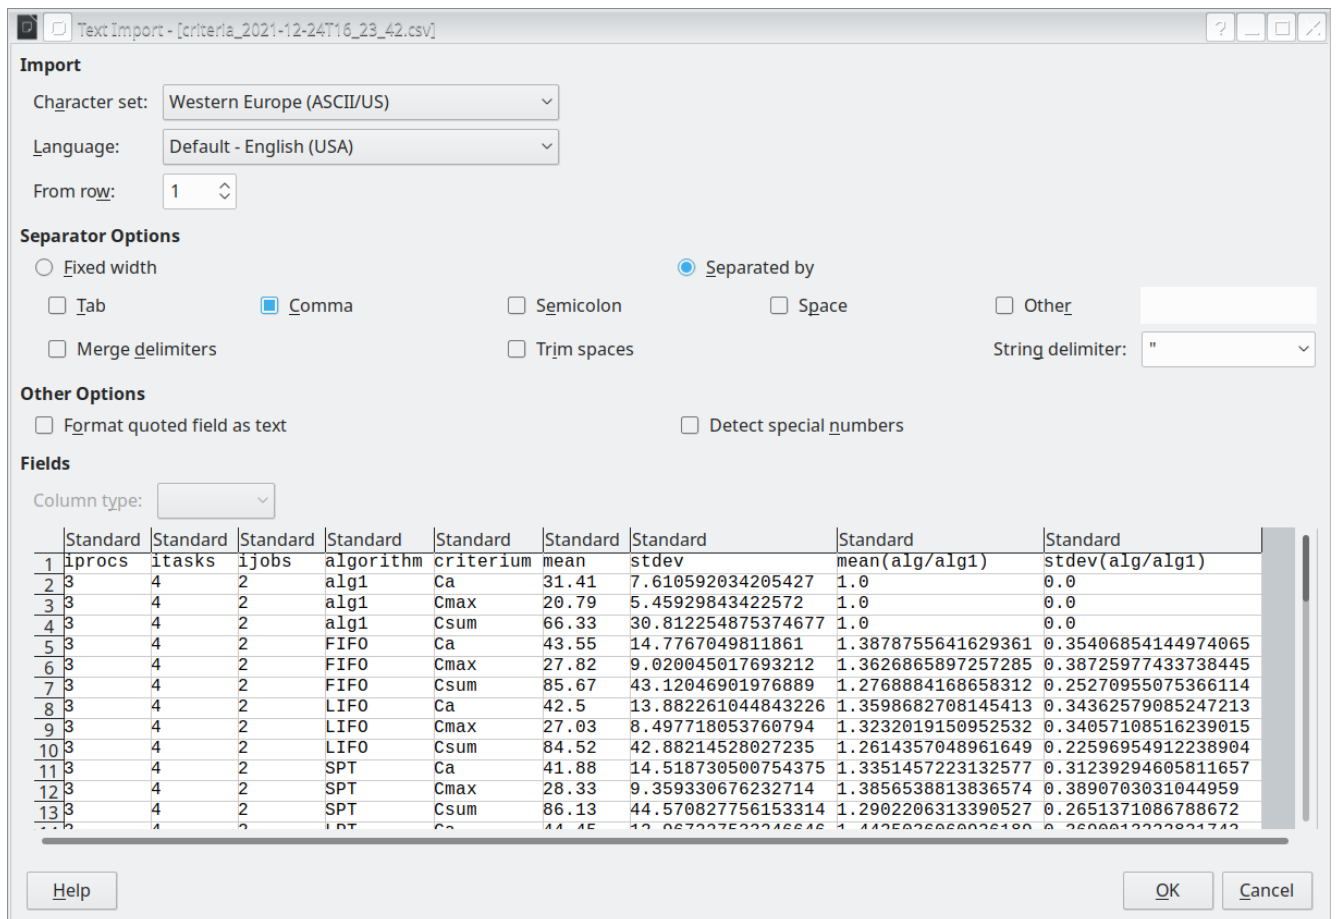 Text Import - [criteria_2021-12-24T16_23_42.csv]
Import
Character set: Western Europe (ASCII/US)
Language: Default - English (USA)
From row: 1
Separator Options
Fixed width Separated by
Tab Comma Semicolon Space Other
Merge delimiters Trim spaces String delimiter: "
Other Options
Format quoted field as text Detect special numbers
Fields
Column type:
Standard Standard Standard Standard Standard Standard Standard Standard Standard
1 iprocs itasks ijobs algorithm criterium mean stdev mean(alg/alg1) stdev(alg/alg1)
2 3 4 2 alg1 Ca 31.41 7.610592034205427 1.0 0.0
3 3 4 2 alg1 Cmax 20.79 5.45929843422572 1.0 0.0
4 3 4 2 alg1 Csum 66.33 30.812254875374677 1.0 0.0
5 3 4 2 FIFO Ca 43.55 14.7767049811861 1.3878755641629361 0.35406854144974065
6 3 4 2 FIFO Cmax 27.82 9.020045017693212 1.3626865897257285 0.38725977433738445
7 3 4 2 FIFO Csum 85.67 43.12046901976889 1.2768884168658312 0.25270955075366114
8 3 4 2 LIFO Ca 42.5 13.882261044843226 1.3598682708145413 0.34362579085247213
9 3 4 2 LIFO Cmax 27.03 8.497718053760794 1.3232019150952532 0.34057108516239015
10 3 4 2 LIFO Csum 84.52 42.88214528027235 1.2614357048961649 0.22596954912238904
11 3 4 2 SPT Ca 41.88 14.518730500754375 1.3351457223132577 0.31239294605811657
12 3 4 2 SPT Cmax 28.33 9.359330676232714 1.3856538813836574 0.3890703031044959
13 3 4 2 SPT Csum 86.13 44.570827756153314 1.2902206313390527 0.2651371086788672
Help OK Cancel